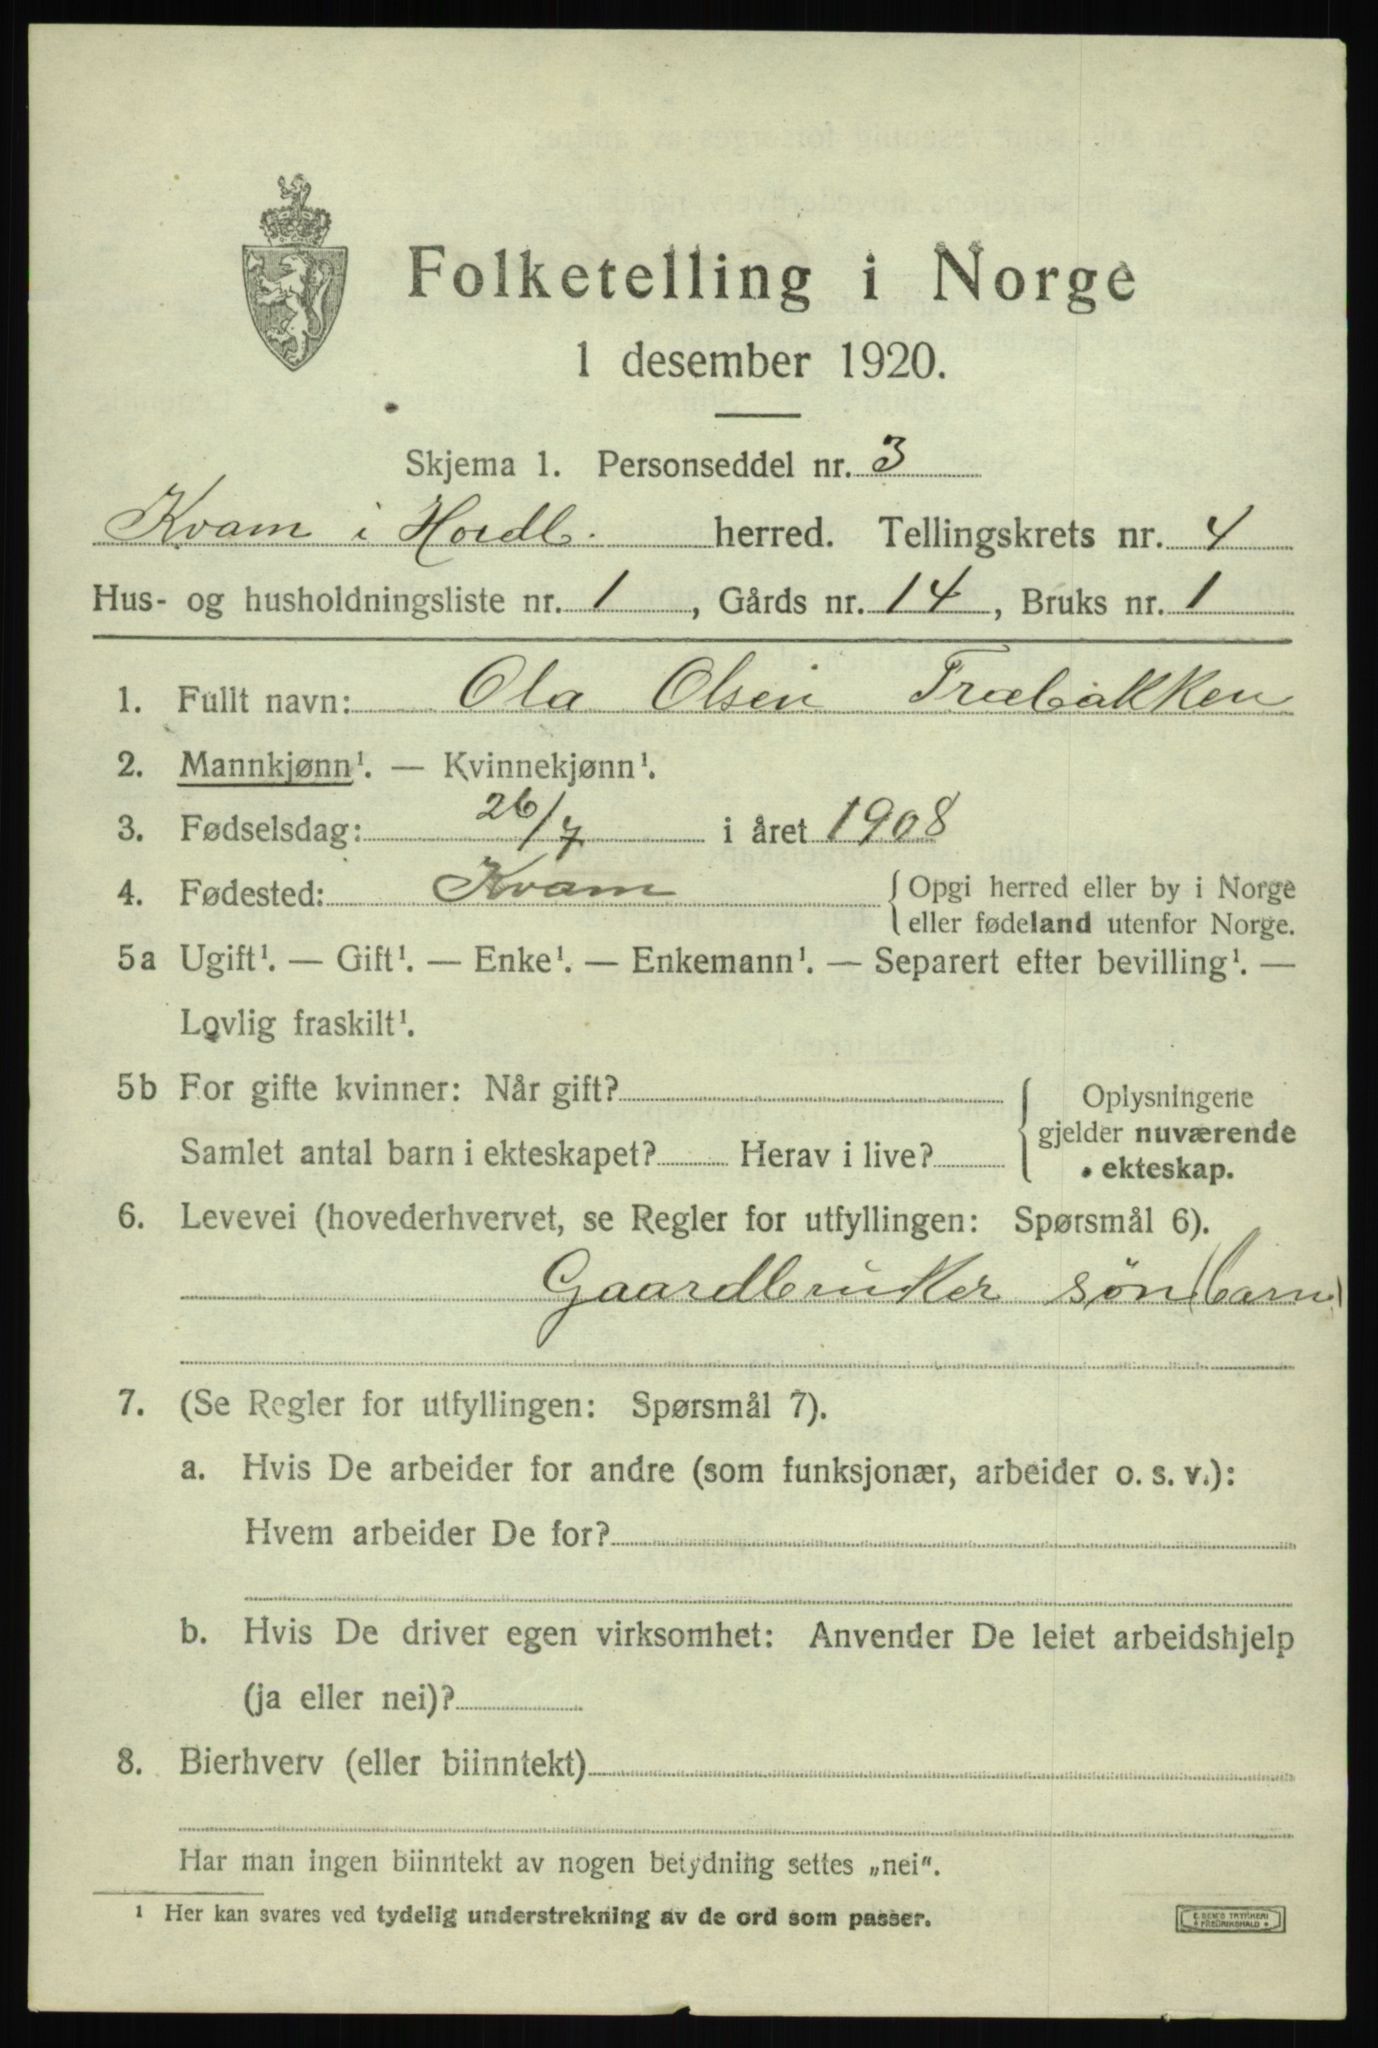 Folketelling i Norge
1 desember 1920.
Skjema 1. Personseddel nr. 3
Kvam i Hordl. herred. Tellingskrets nr. 4
Hus- og husholdningsliste nr. 1, Gårds nr. 14, Bruks nr. 1
1. Fullt navn: Ola Olsen Træbakken
2. Mannkjønn¹. — Kvinnekjønn¹.
3. Fødselsdag: 26/7 i året 1908
4. Fødested: Kvam { Opgi herred eller by i Norge
eller fødeland utenfor Norge.
5a Ugift¹. — Gift¹. — Enke¹. — Enkemann¹. — Separert efter bevilling¹. —
Lovlig fraskilt¹.
5b For gifte kvinner: Når gift?
Samlet antal barn i ekteskapet? Herav i live?
{ Oplysningene
gjelder nuværende
ekteskap.
6. Levevei (hovederhvervet, se Regler for utfyllingen: Spørsmål 6).
Gaardbruker søn (barn)
7. (Se Regler for utfyllingen: Spørsmål 7).
a. Hvis De arbeider for andre (som funksjonær, arbeider o. s. v.):
Hvem arbeider De for?
b. Hvis De driver egen virksomhet: Anvender De leiet arbeidshjelp
(ja eller nei)?
8. Bierhverv (eller biinntekt)
Har man ingen biinntekt av nogen betydning settes „nei“.
¹ Her kan svares ved tydelig understrekning av de ord som passer.
E. SEM'S TRYKKERI
FREDRIKSHALD